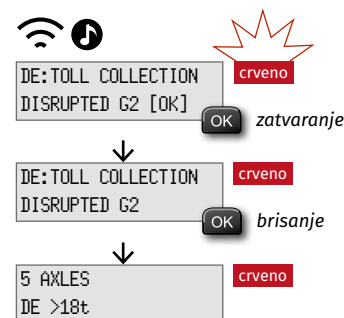 DE:TOLL COLLECTION
DISRUPTED G2 [OK]
crveno
OK
zatvaranje
DE:TOLL COLLECTION
DISRUPTED G2
crveno
OK
brisanje
5 AXLES
DE >18t
crveno